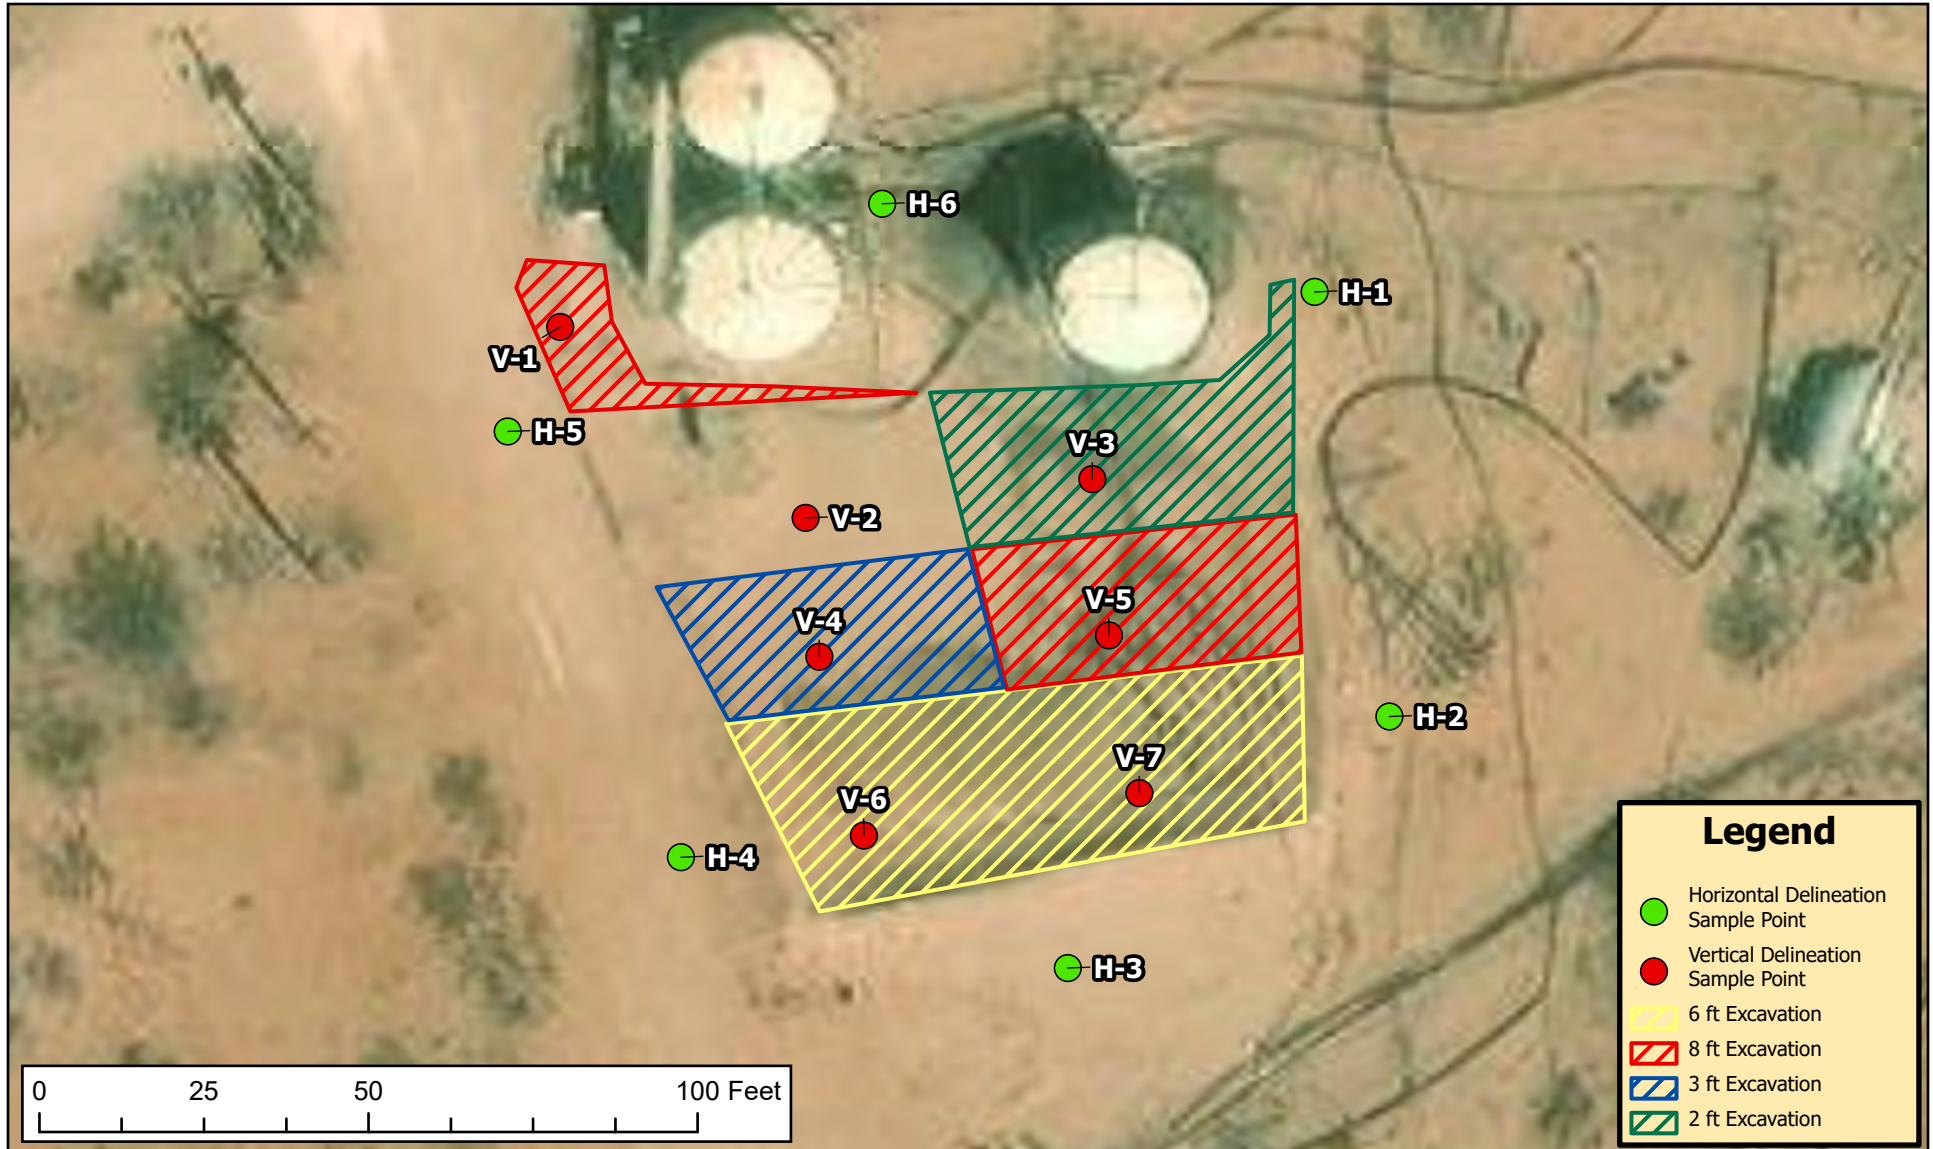 H-6
H-1
V-1
H-5
V-3
V-2
V-5
V-4
H-2
V-7
V-6
H-4
H-3
Legend
Horizontal Delineation
Sample Point
Vertical Delineation
Sample Point
6 ft Excavation
8 ft Excavation
3 ft Excavation
2 ft Excavation
0 25 50 100 Feet